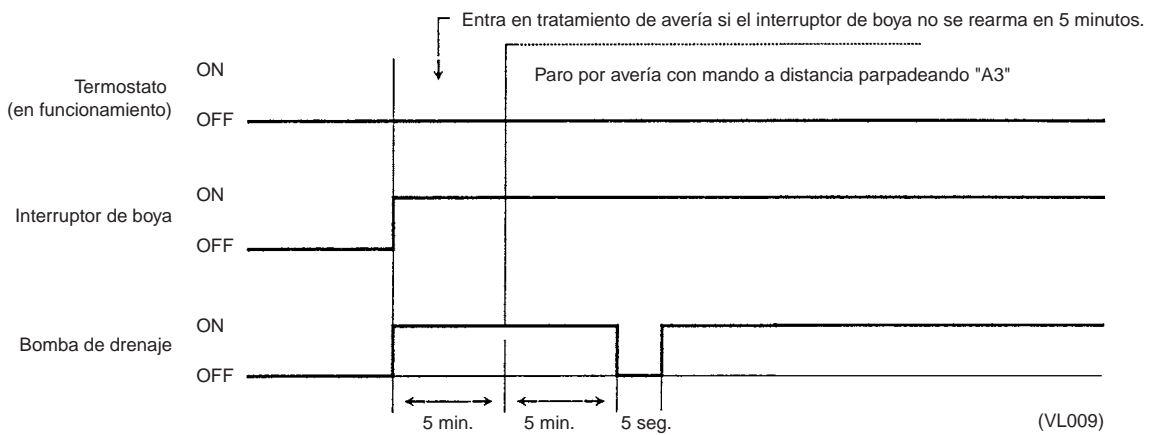 Entra en tratamiento de avería si el interruptor de boya no se rearma en 5 minutos.
Paro por avería con mando a distancia parpadeando "A3"
Termostato
(en funcionamiento)
ON
OFF
Interruptor de boya
ON
OFF
Bomba de drenaje
ON
OFF
5 min.
5 min.
5 seg.
(VL009)